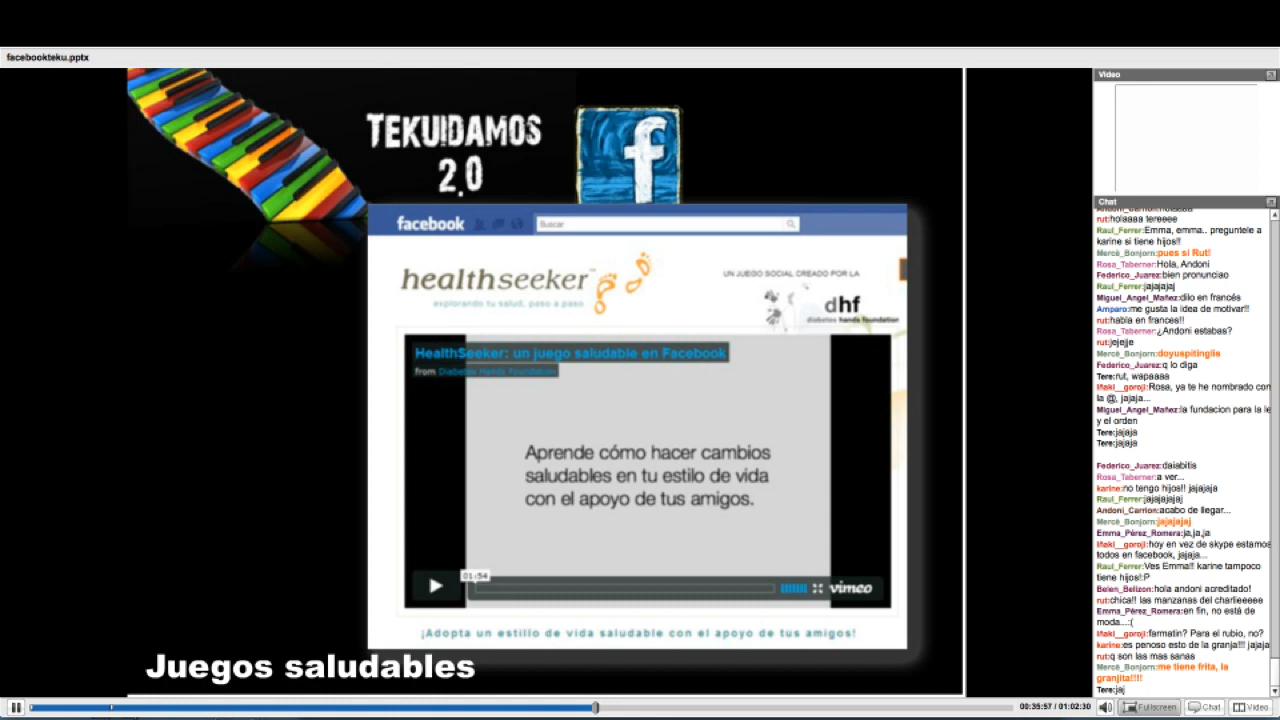 facebookteku.pptx
TEKUIDAMOS
2.0
f
facebook
Buscar
healthseeker™
explorando tu salud, paso a paso
UN JUEGO SOCIAL CREADO POR LA
dhf
diabetes hands foundation
HealthSeeker: un juego saludable en Facebook
from Diabetes Hands Foundation
Aprende cómo hacer cambios
saludables en tu estilo de vida
con el apoyo de tus amigos.
01:54
vimeo
¡Adopta un estillo de vida saludable con el apoyo de tus amigos!
Juegos saludables
Video
Chat
Andoni_Carrion:holaaaa
rut:holaaaa tereeee
Raul_Ferrer:Emma, emma.. preguntele a
karine si tiene hijos!!
Mercè_Bonjorn:pues si Rut!
Rosa_Taberner:Hola, Andoni
Federico_Juarez:bien pronunciao
Raul_Ferrer:jajajajaj
Miguel_Angel_Mañez:dilo en francés
Amparo:me gusta la idea de motivar!!
rut:habla en frances!!
Rosa_Taberner:¿Andoni estabas?
rut:jejejje
Mercè_Bonjorn:doyuspitinglis
Federico_Juarez:q lo diga
Tere:rut, wapaaaa
Iñaki__goroji:Rosa, ya te he nombrado con
la @, jajaja...
Miguel_Angel_Mañez:la fundacion para la le
y el orden
Tere:jajaja
Tere:jajaja
Federico_Juarez:daiabitis
Rosa_Taberner:a ver...
karine:no tengo hijos!! jajajaja
Raul_Ferrer:jajajajajaj
Andoni_Carrion:acabo de llegar...
Mercè_Bonjorn:jajajajaj
Emma_Pérez_Romera:ja,ja,ja
Iñaki__goroji:hoy en vez de skype estamos
todos en facebook, jajaja...
Raul_Ferrer:Ves Emma!! karine tampoco
tiene hijos!:P
Belen_Belizon:hola andoni acreditado!
rut:chica!! las manzanas del charlieeeeee
Emma_Pérez_Romera:en fin, no está de
moda...:(
Iñaki__goroji:farmatin? Para el rubio, no?
karine:es penoso esto de la granja!!! jajaja
rut:q son las mas sanas
Mercè_Bonjorn:me tiene frita, la
granjita!!!!
Tere:jaj
00:35:57 / 01:02:30
Fullscreen
Chat
Video